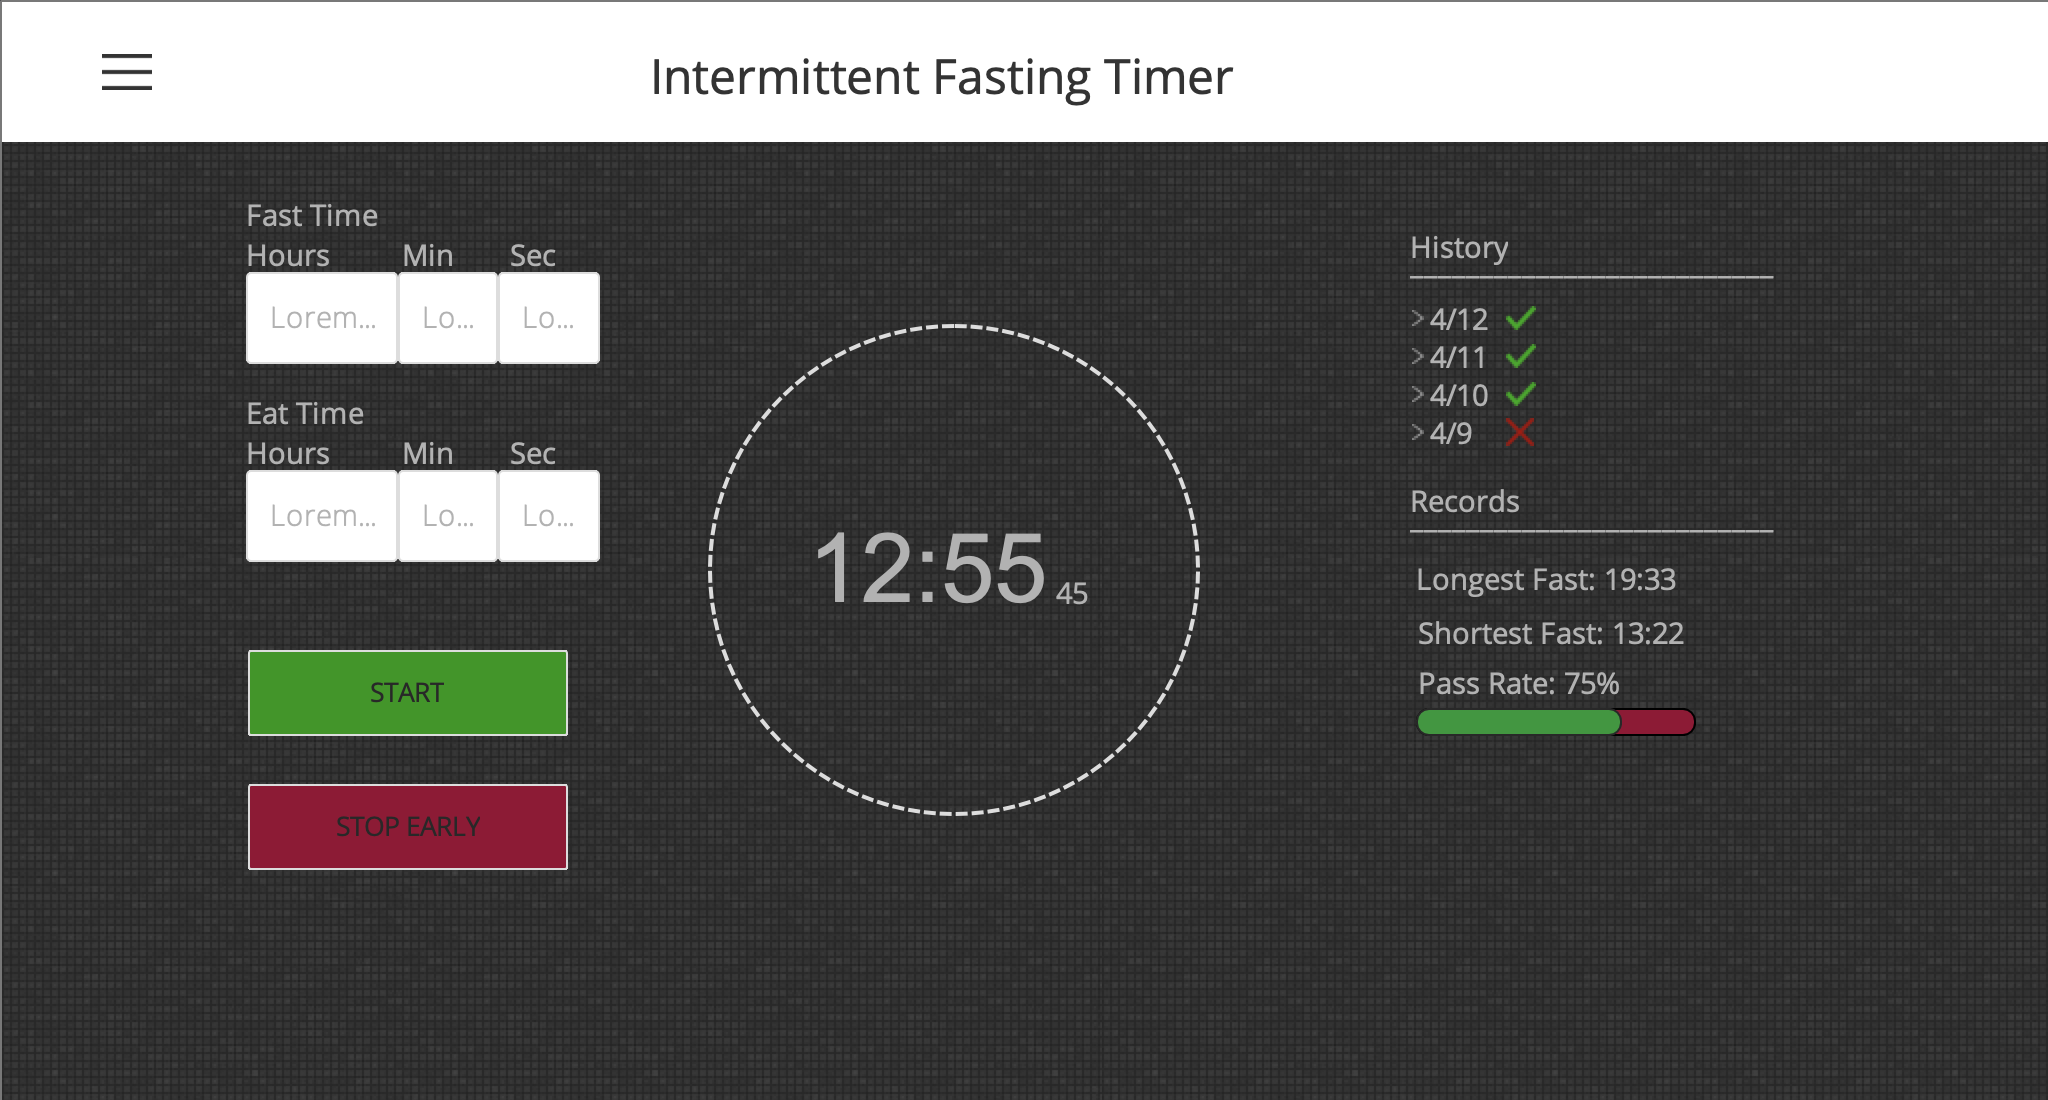 Intermittent Fasting Timer
Fast Time
Hours Min Sec
Lorem... Lo... Lo...
Eat Time
Hours Min Sec
Lorem... Lo... Lo...
START
STOP EARLY
12:55 45
History
> 4/12
> 4/11
> 4/10
> 4/9
Records
Longest Fast: 19:33
Shortest Fast: 13:22
Pass Rate: 75%